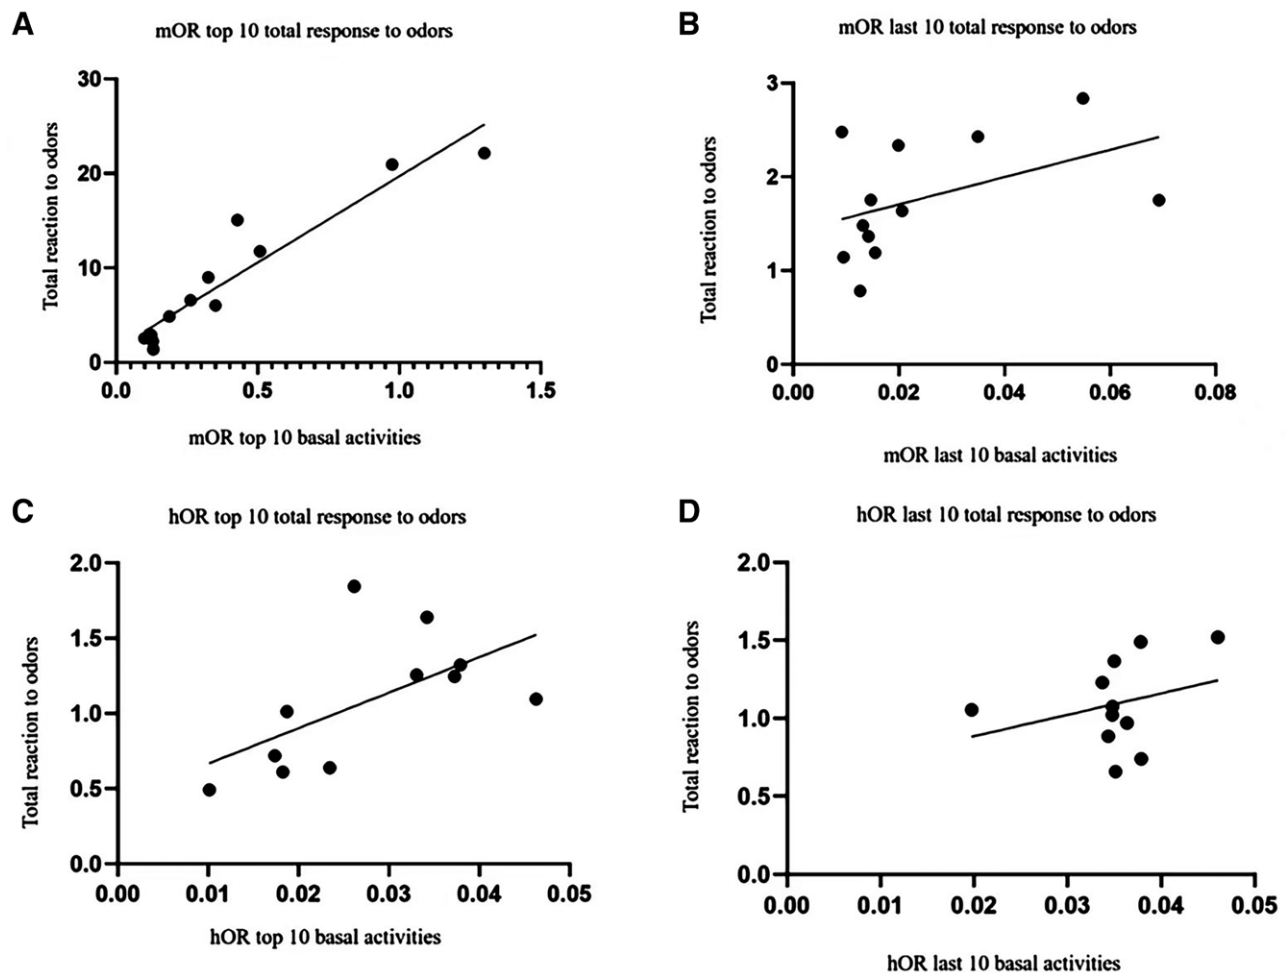 A
mOR top 10 total response to odors
Total reaction to odors
30
20
10
0
0.0 0.5 1.0 1.5
mOR top 10 basal activities
B
mOR last 10 total response to odors
Total reaction to odors
3
2
1
0
0.00 0.02 0.04 0.06 0.08
mOR last 10 basal activities
C
hOR top 10 total response to odors
Total reaction to odors
2.0
1.5
1.0
0.5
0.0
0.00 0.01 0.02 0.03 0.04 0.05
hOR top 10 basal activities
D
hOR last 10 total response to odors
Total reaction to odors
2.0
1.5
1.0
0.5
0.0
0.00 0.01 0.02 0.03 0.04 0.05
hOR last 10 basal activities